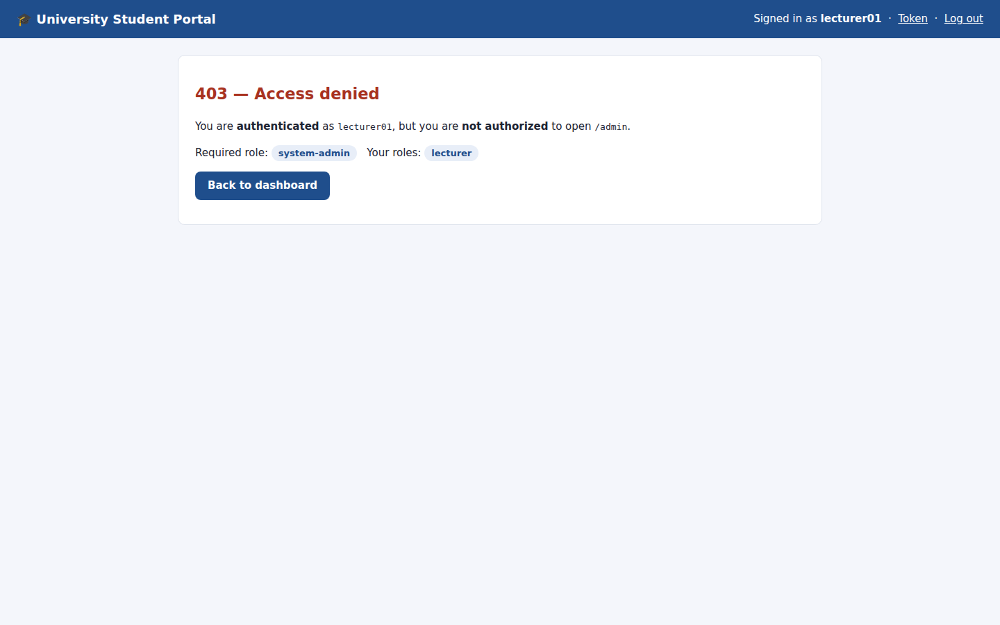 🎓 University Student Portal
Signed in as lecturer01 · Token · Log out
403 — Access denied
You are authenticated as lecturer01, but you are not authorized to open /admin.
Required role: system-admin Your roles: lecturer
Back to dashboard